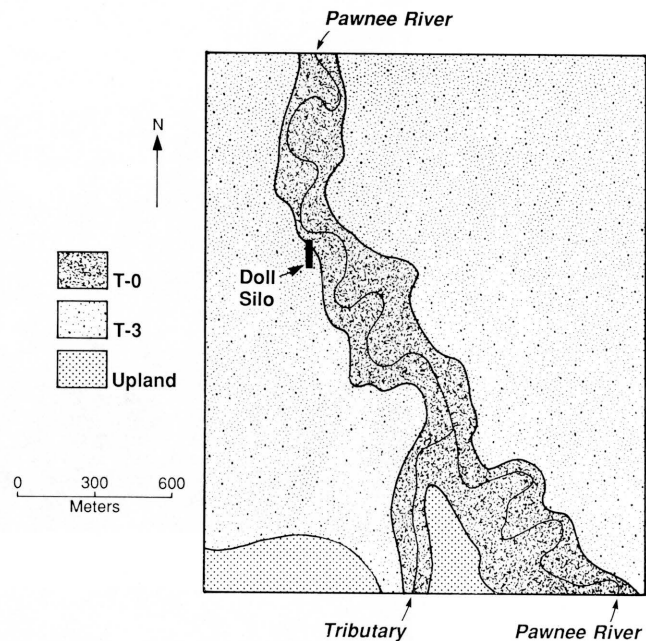 Pawnee River
N
Doll
Silo
T-0
T-3
Upland
0 300 600
Meters
Tributary
Pawnee River